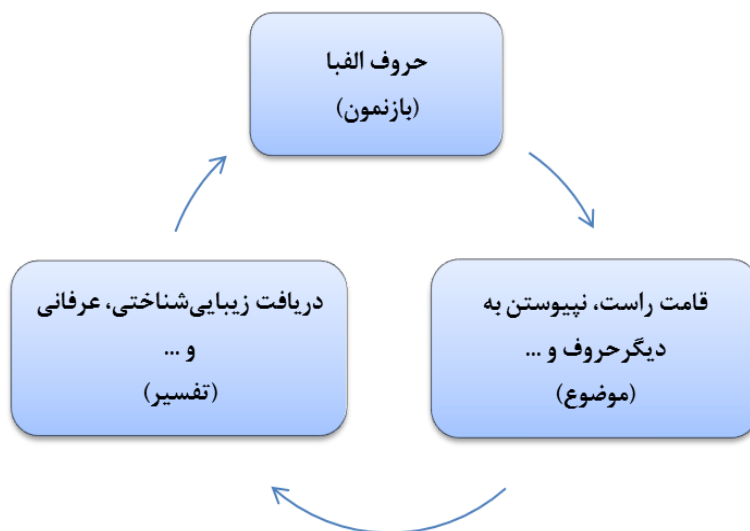 حروف الفبا
(بازنمون)
قامت راست، نپیوستن به
دیگرحروف و ...
(موضوع)
دریافت زیبایی‌شناختی، عرفانی
و ...
(تفسیر)